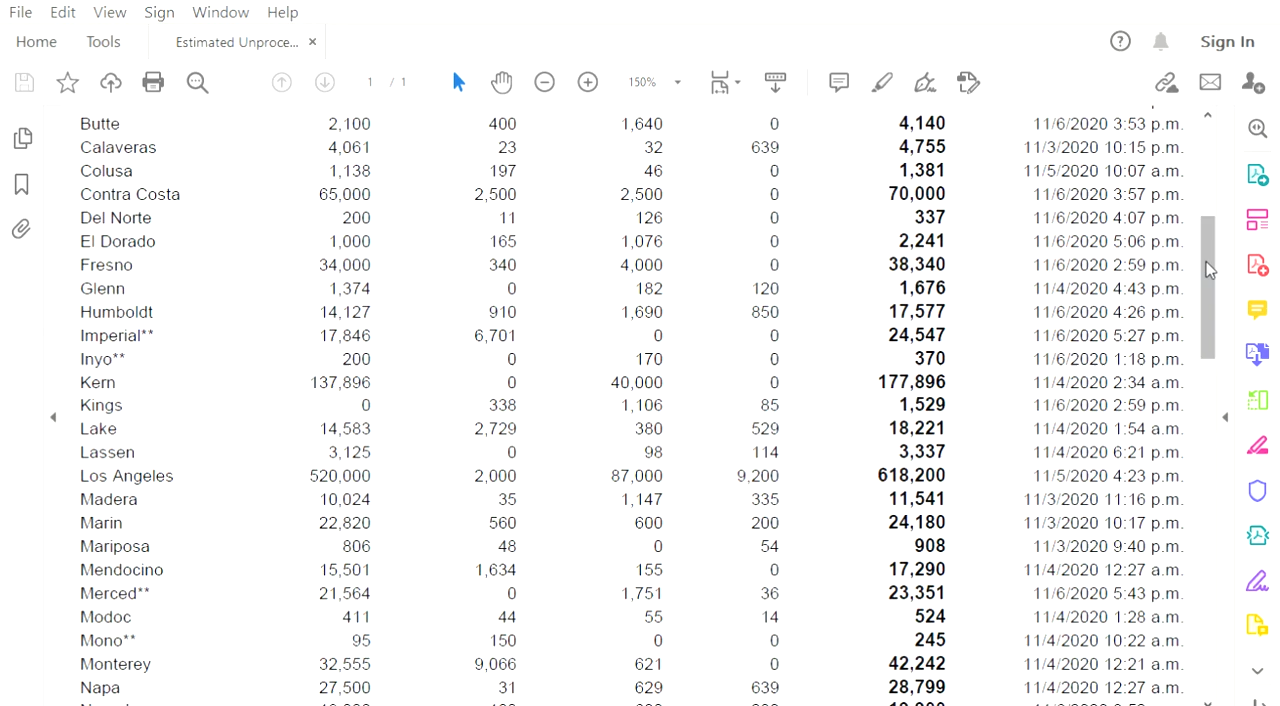 File Edit View Sign Window Help
Home Tools Estimated Unproce... × Sign In
1 / 1 150%
Butte 2,100 400 1,640 0 4,140 11/6/2020 3:53 p.m.
Calaveras 4,061 23 32 639 4,755 11/3/2020 10:15 p.m.
Colusa 1,138 197 46 0 1,381 11/5/2020 10:07 a.m.
Contra Costa 65,000 2,500 2,500 0 70,000 11/6/2020 3:57 p.m.
Del Norte 200 11 126 0 337 11/6/2020 4:07 p.m.
El Dorado 1,000 165 1,076 0 2,241 11/6/2020 5:06 p.m.
Fresno 34,000 340 4,000 0 38,340 11/6/2020 2:59 p.m.
Glenn 1,374 0 182 120 1,676 11/4/2020 4:43 p.m.
Humboldt 14,127 910 1,690 850 17,577 11/6/2020 4:26 p.m.
Imperial** 17,846 6,701 0 0 24,547 11/6/2020 5:27 p.m.
Inyo** 200 0 170 0 370 11/6/2020 1:18 p.m.
Kern 137,896 0 40,000 0 177,896 11/4/2020 2:34 a.m.
Kings 0 338 1,106 85 1,529 11/6/2020 2:59 p.m.
Lake 14,583 2,729 380 529 18,221 11/4/2020 1:54 a.m.
Lassen 3,125 0 98 114 3,337 11/4/2020 6:21 p.m.
Los Angeles 520,000 2,000 87,000 9,200 618,200 11/5/2020 4:23 p.m.
Madera 10,024 35 1,147 335 11,541 11/3/2020 11:16 p.m.
Marin 22,820 560 600 200 24,180 11/3/2020 10:17 p.m.
Mariposa 806 48 0 54 908 11/3/2020 9:40 p.m.
Mendocino 15,501 1,634 155 0 17,290 11/4/2020 12:27 a.m.
Merced** 21,564 0 1,751 36 23,351 11/6/2020 5:43 p.m.
Modoc 411 44 55 14 524 11/4/2020 1:28 a.m.
Mono** 95 150 0 0 245 11/4/2020 10:22 a.m.
Monterey 32,555 9,066 621 0 42,242 11/4/2020 12:21 a.m.
Napa 27,500 31 629 639 28,799 11/4/2020 12:27 a.m.